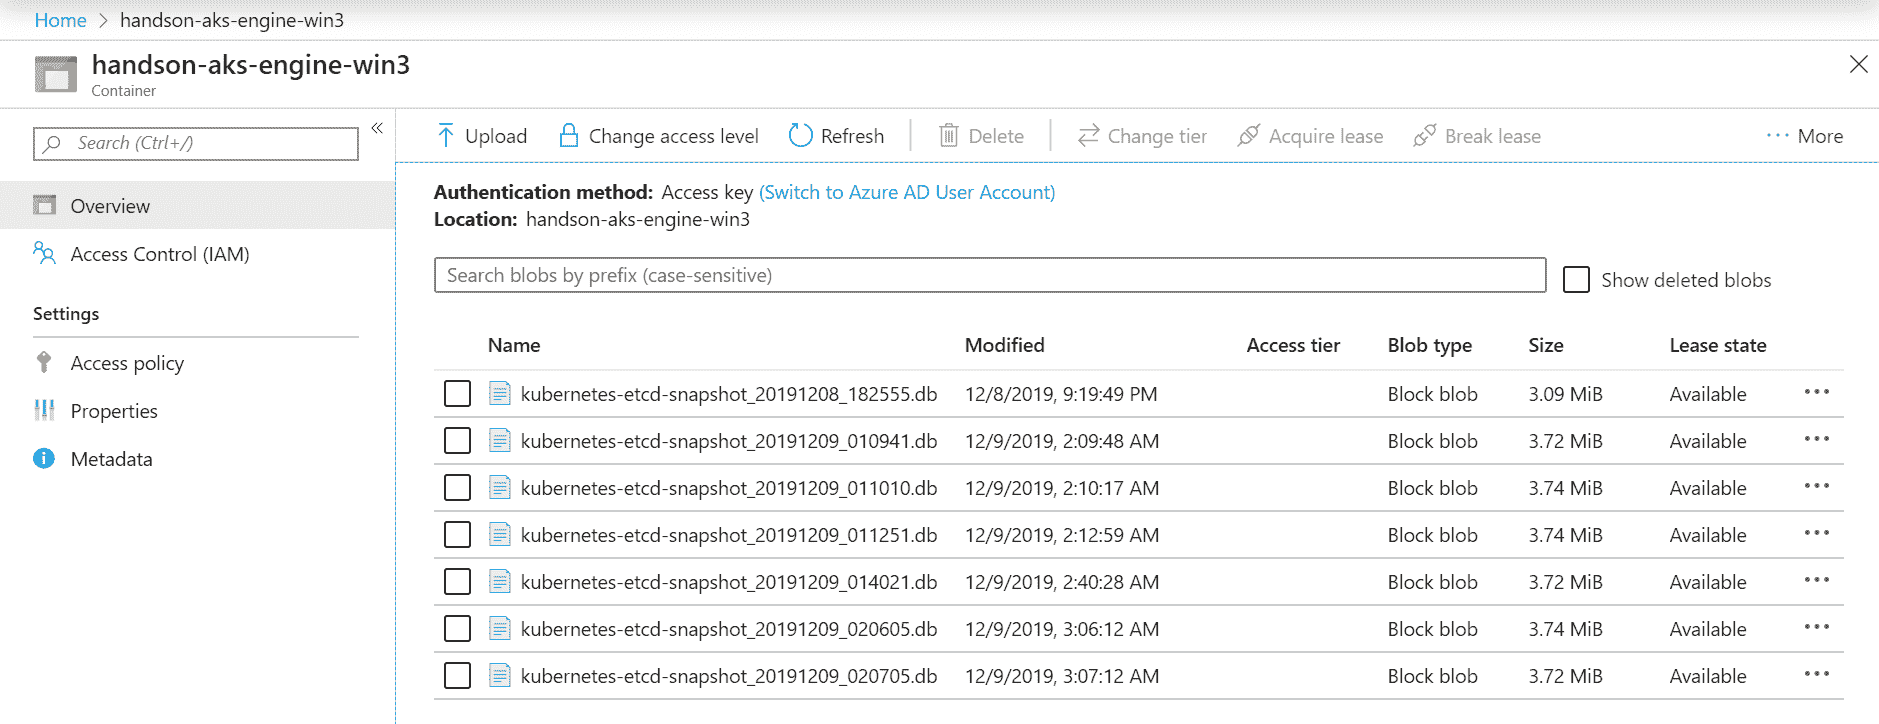 Home > handson-aks-engine-win3
handson-aks-engine-win3
Container
Search (Ctrl+/)
«
Overview
Access Control (IAM)
Settings
Access policy
Properties
Metadata
Upload Change access level Refresh Delete Change tier Acquire lease Break lease ··· More
Authentication method: Access key (Switch to Azure AD User Account)
Location: handson-aks-engine-win3
Search blobs by prefix (case-sensitive) Show deleted blobs
Name Modified Access tier Blob type Size Lease state
kubernetes-etcd-snapshot_20191208_182555.db 12/8/2019, 9:19:49 PM Block blob 3.09 MiB Available ···
kubernetes-etcd-snapshot_20191209_010941.db 12/9/2019, 2:09:48 AM Block blob 3.72 MiB Available ···
kubernetes-etcd-snapshot_20191209_011010.db 12/9/2019, 2:10:17 AM Block blob 3.74 MiB Available ···
kubernetes-etcd-snapshot_20191209_011251.db 12/9/2019, 2:12:59 AM Block blob 3.74 MiB Available ···
kubernetes-etcd-snapshot_20191209_014021.db 12/9/2019, 2:40:28 AM Block blob 3.72 MiB Available ···
kubernetes-etcd-snapshot_20191209_020605.db 12/9/2019, 3:06:12 AM Block blob 3.74 MiB Available ···
kubernetes-etcd-snapshot_20191209_020705.db 12/9/2019, 3:07:12 AM Block blob 3.72 MiB Available ···